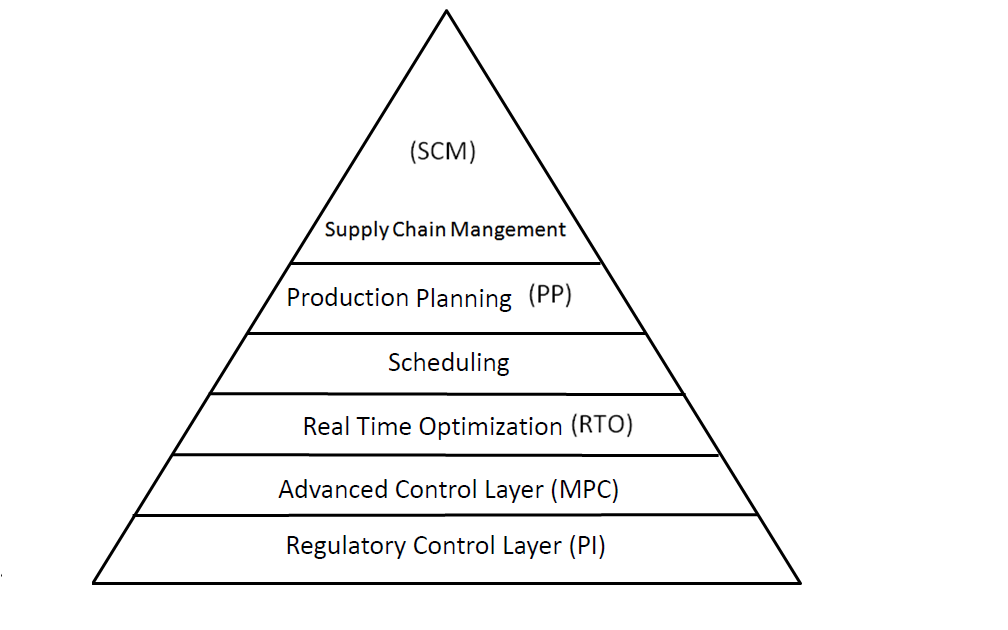 (SCM)
Supply Chain Mangement
Production Planning (PP)
Scheduling
Real Time Optimization (RTO)
Advanced Control Layer (MPC)
Regulatory Control Layer (PI)